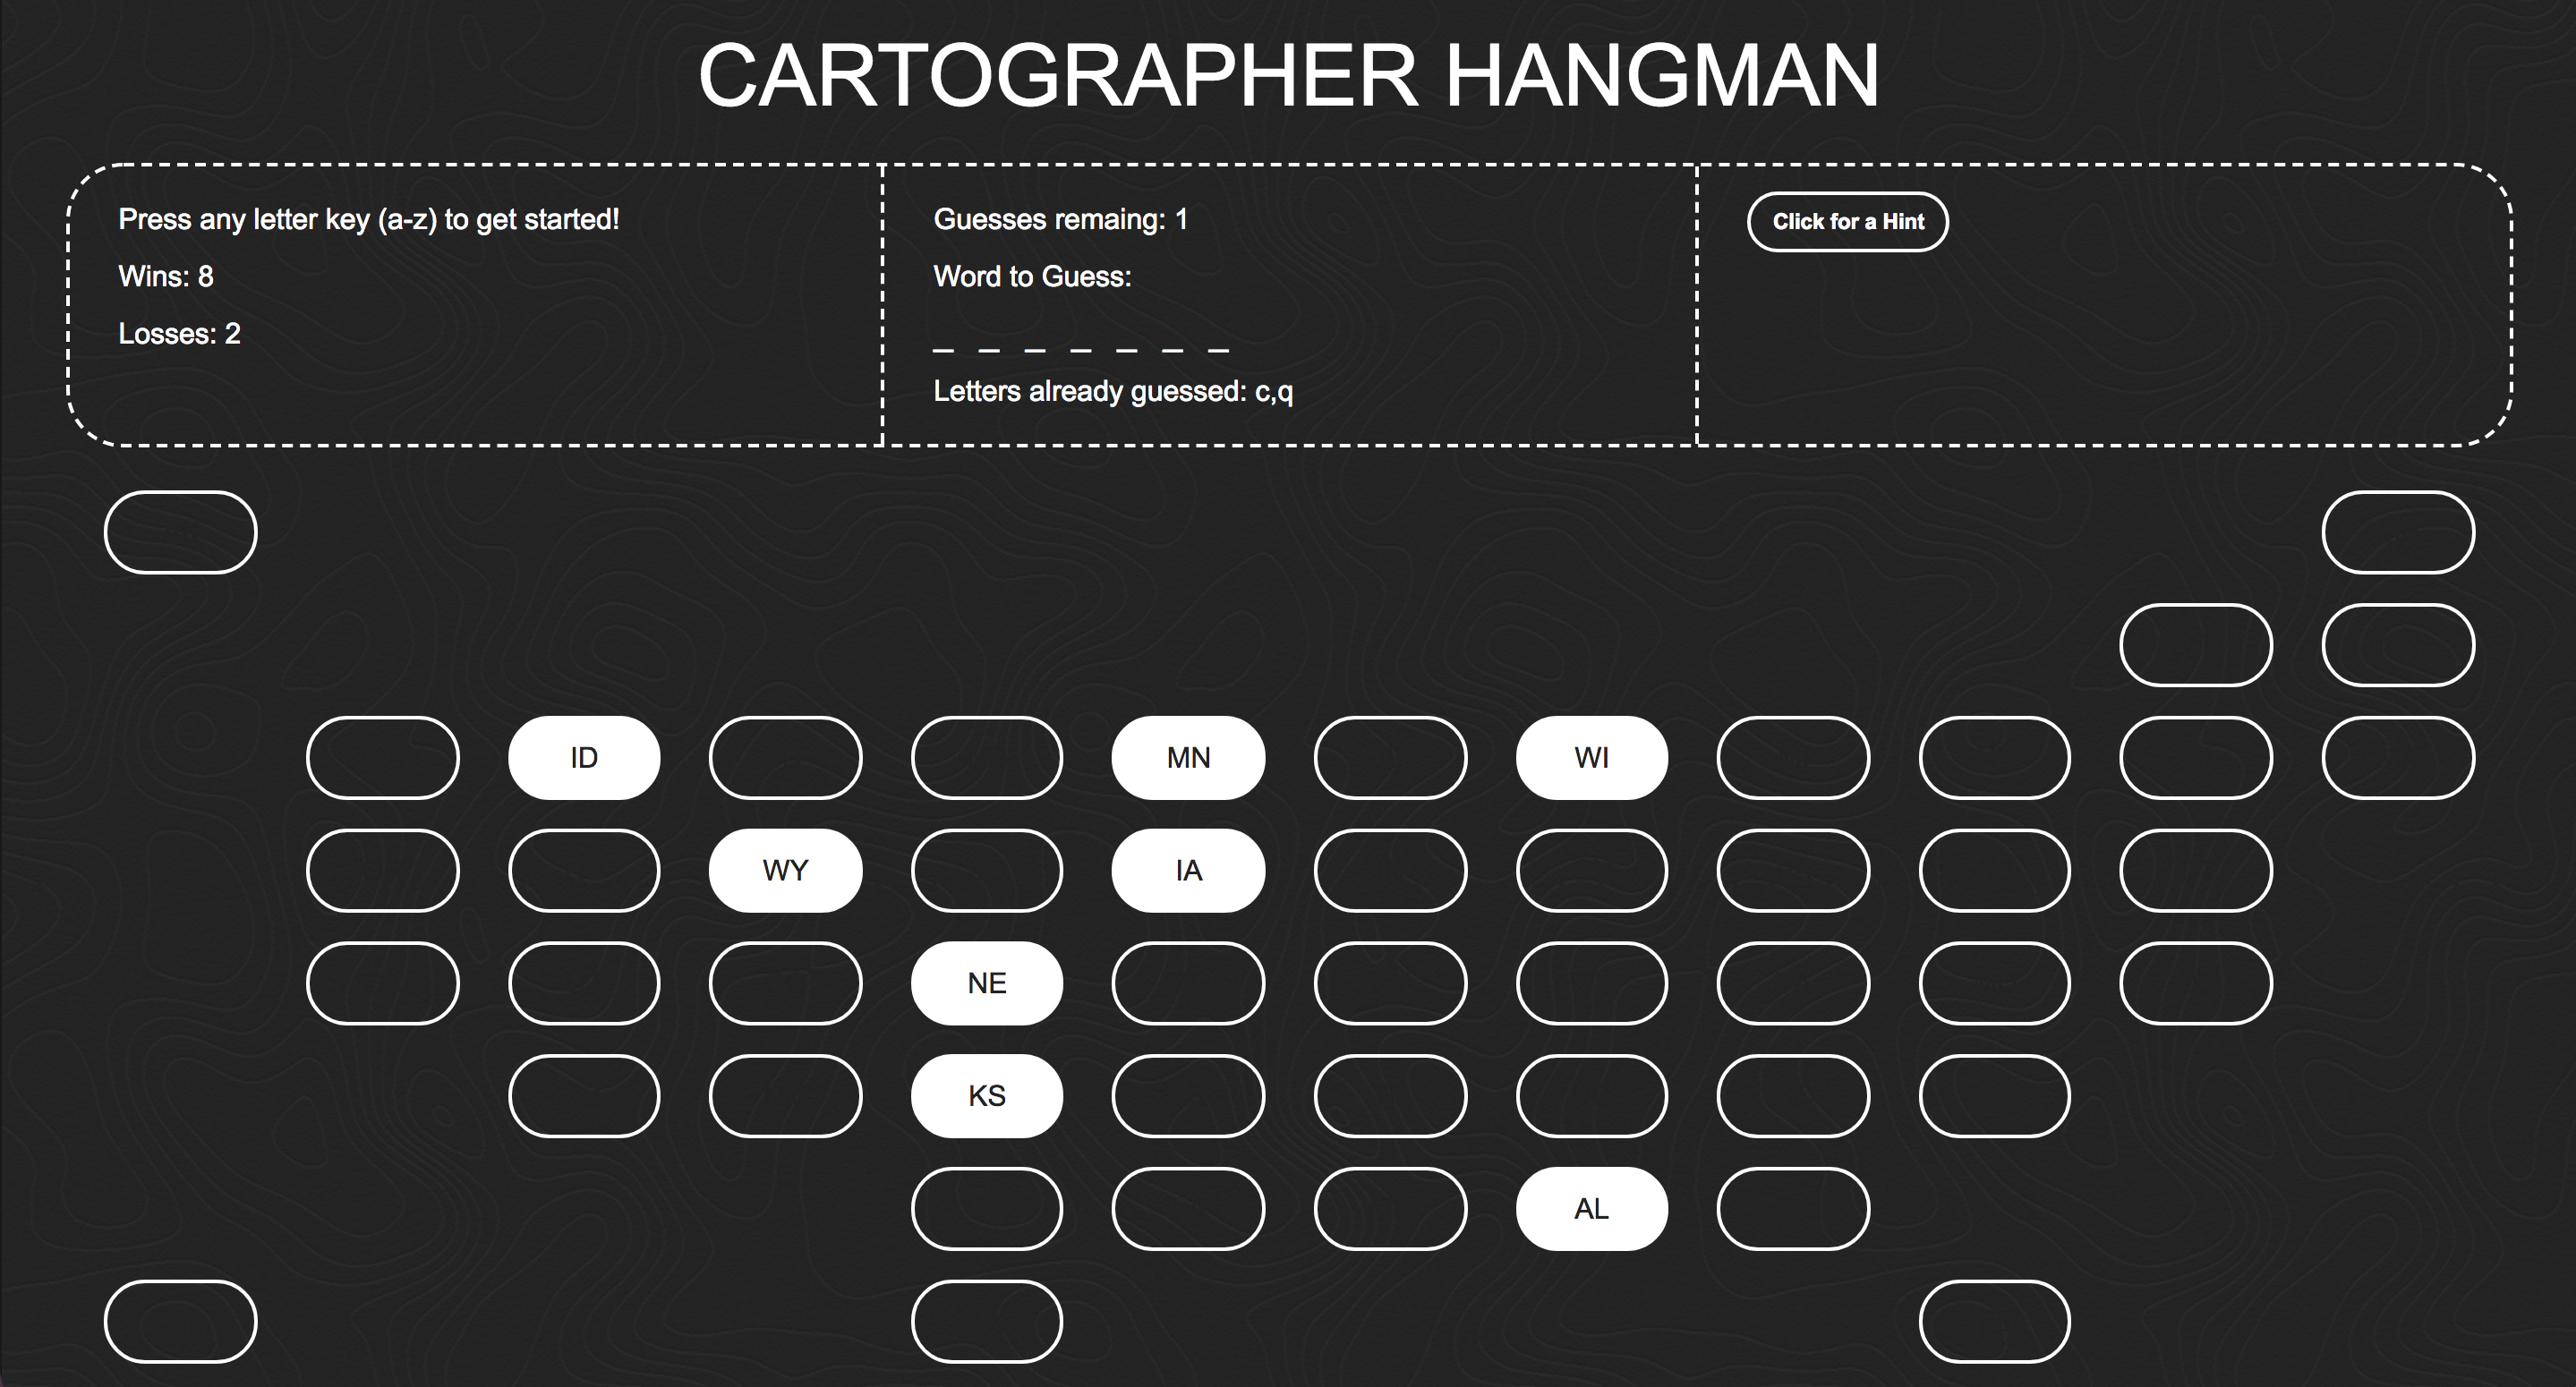 CARTOGRAPHER HANGMAN
Press any letter key (a-z) to get started!
Wins: 8
Losses: 2
Guesses remaing: 1
Word to Guess:
_ _ _ _ _ _ _
Letters already guessed: c,q
Click for a Hint
ID
MN
WI
WY
IA
NE
KS
AL